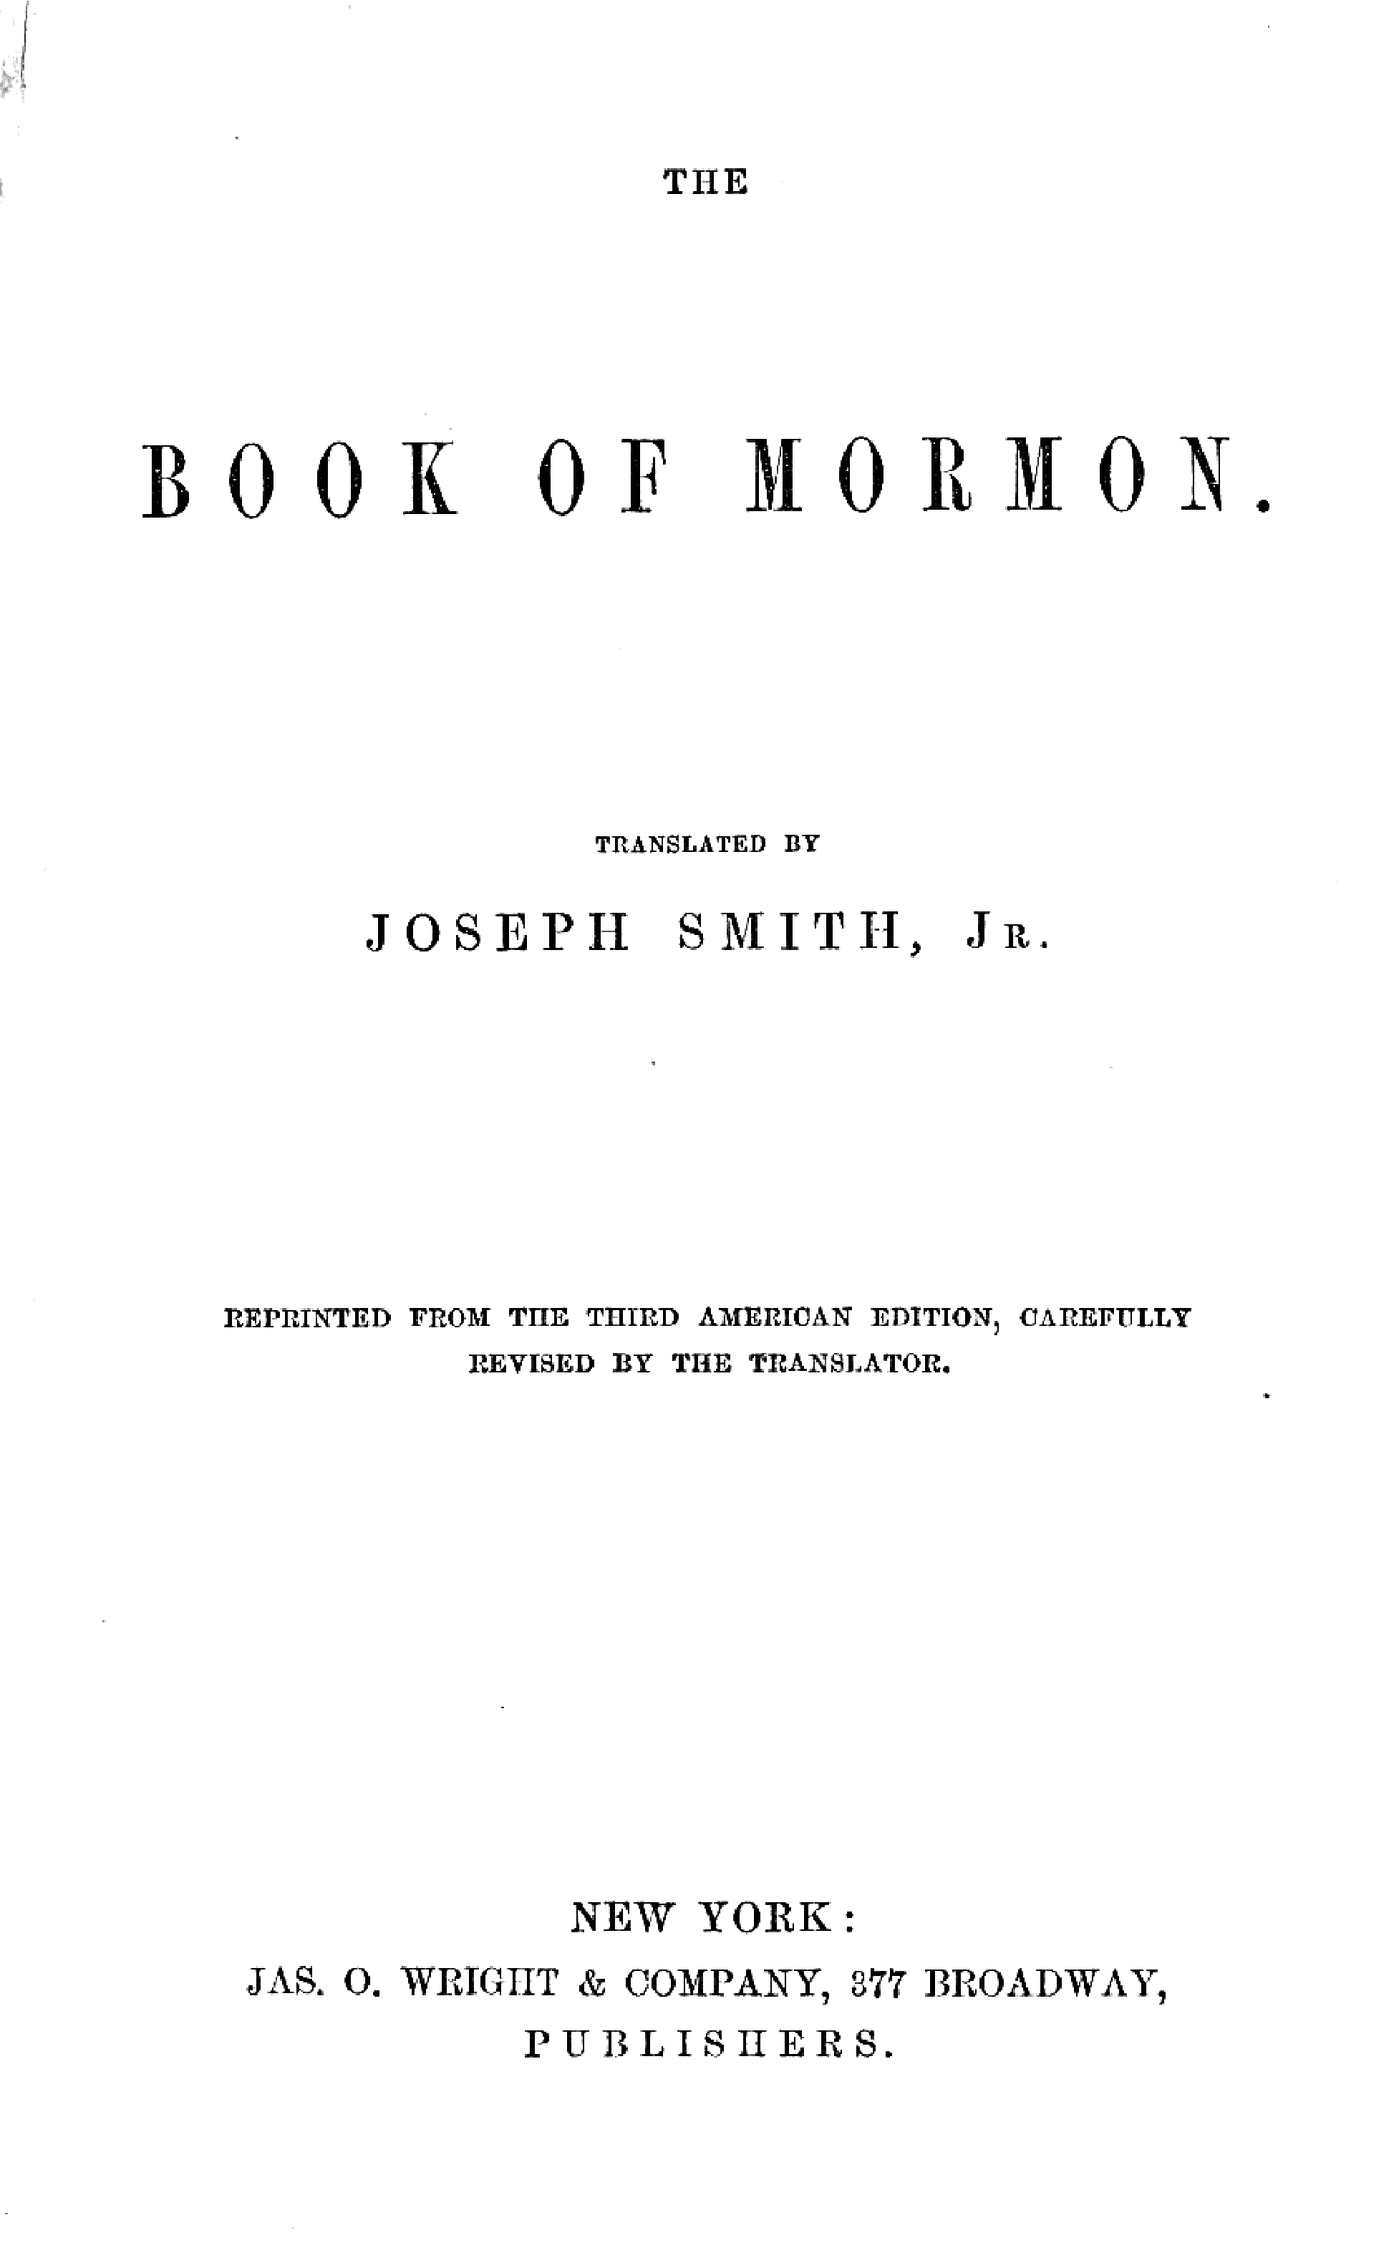 THE
BOOK OF MORMON.
TRANSLATED BY
JOSEPH SMITH, JR.
REPRINTED FROM THE THIRD AMERICAN EDITION, CAREFULLY
REVISED BY THE TRANSLATOR.
NEW YORK:
JAS. O. WRIGHT & COMPANY, 377 BROADWAY,
PUBLISHERS.